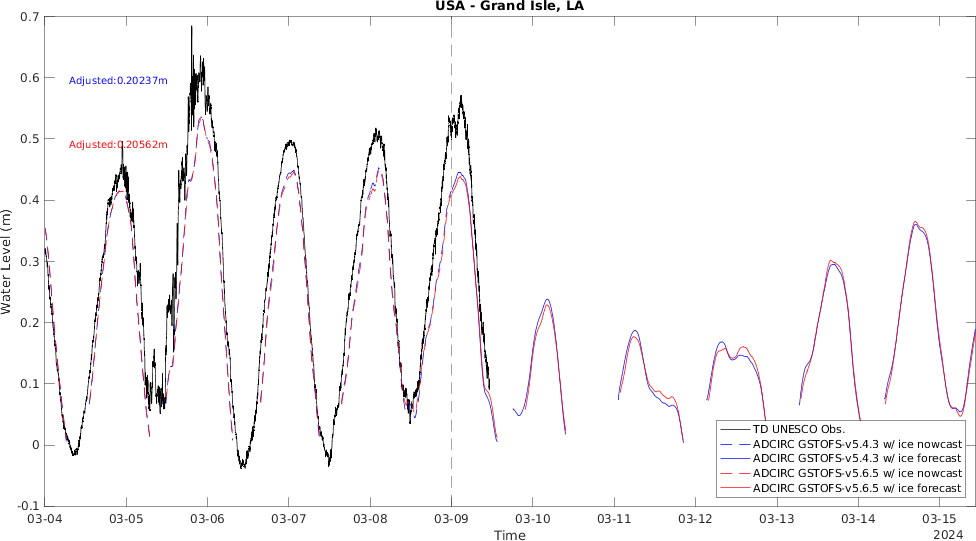 USA - Grand Isle, LA
0.7
0.6
0.5
0.4
0.3
0.2
0.1
0
-0.1
Water Level (m)
Adjusted:0.20237m
Adjusted:0.20562m
TD UNESCO Obs.
ADCIRC GSTOFS-v5.4.3 w/ ice nowcast
ADCIRC GSTOFS-v5.4.3 w/ ice forecast
ADCIRC GSTOFS-v5.6.5 w/ ice nowcast
ADCIRC GSTOFS-v5.6.5 w/ ice forecast
03-04 03-05 03-06 03-07 03-08 03-09 03-10 03-11 03-12 03-13 03-14 03-15
Time
2024